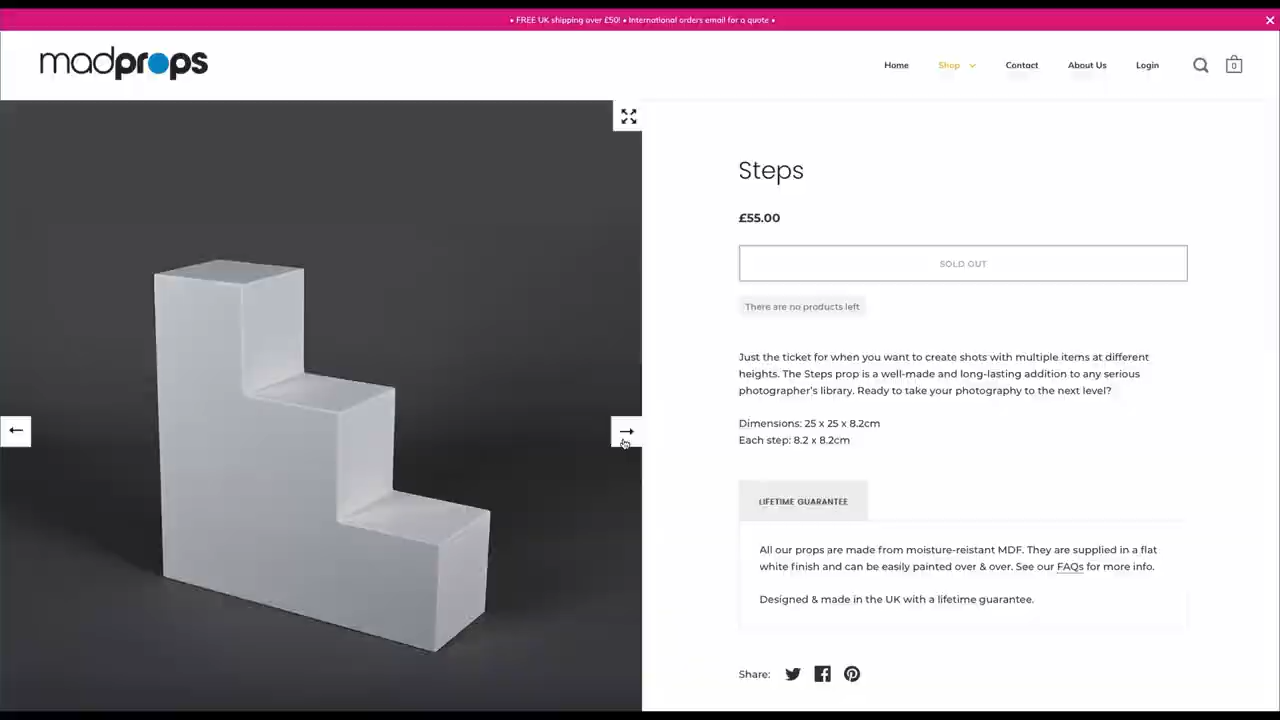 • FREE UK shipping over £50! • International orders email for a quote •
madprops
Home
Shop
Contact
About Us
Login
0
Steps
£55.00
SOLD OUT
There are no products left
Just the ticket for when you want to create shots with multiple items at different
heights. The Steps prop is a well-made and long-lasting addition to any serious
photographer's library. Ready to take your photography to the next level?
Dimensions: 25 x 25 x 8.2cm
Each step: 8.2 x 8.2cm
LIFETIME GUARANTEE
All our props are made from moisture-reistant MDF. They are supplied in a flat
white finish and can be easily painted over & over. See our FAQs for more info.
Designed & made in the UK with a lifetime guarantee.
Share: